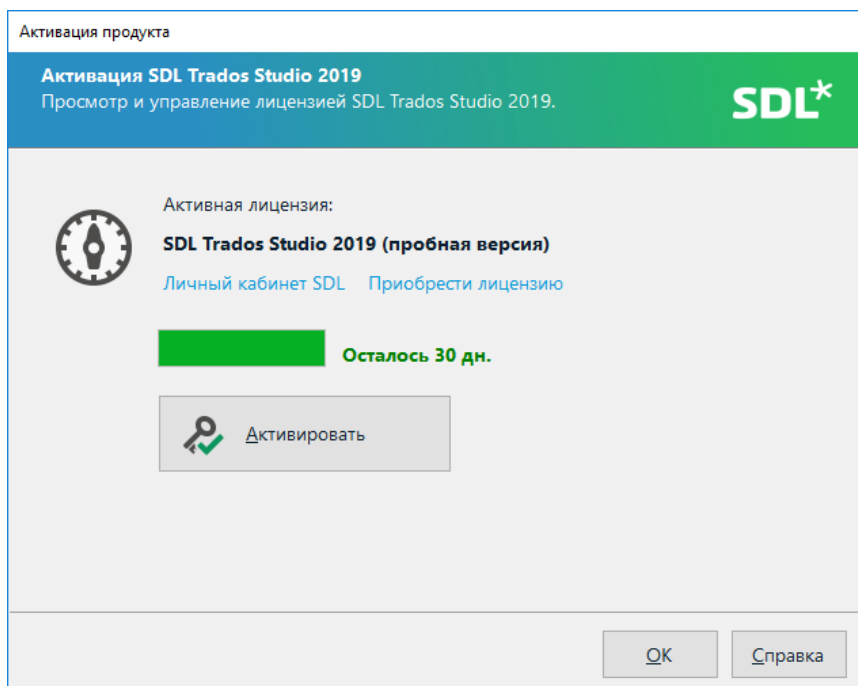 Активация продукта
Активация SDL Trados Studio 2019
Просмотр и управление лицензией SDL Trados Studio 2019.
SDL*
Активная лицензия:
SDL Trados Studio 2019 (пробная версия)
Личный кабинет SDL Приобрести лицензию
Осталось 30 дн.
Активировать
OK Справка